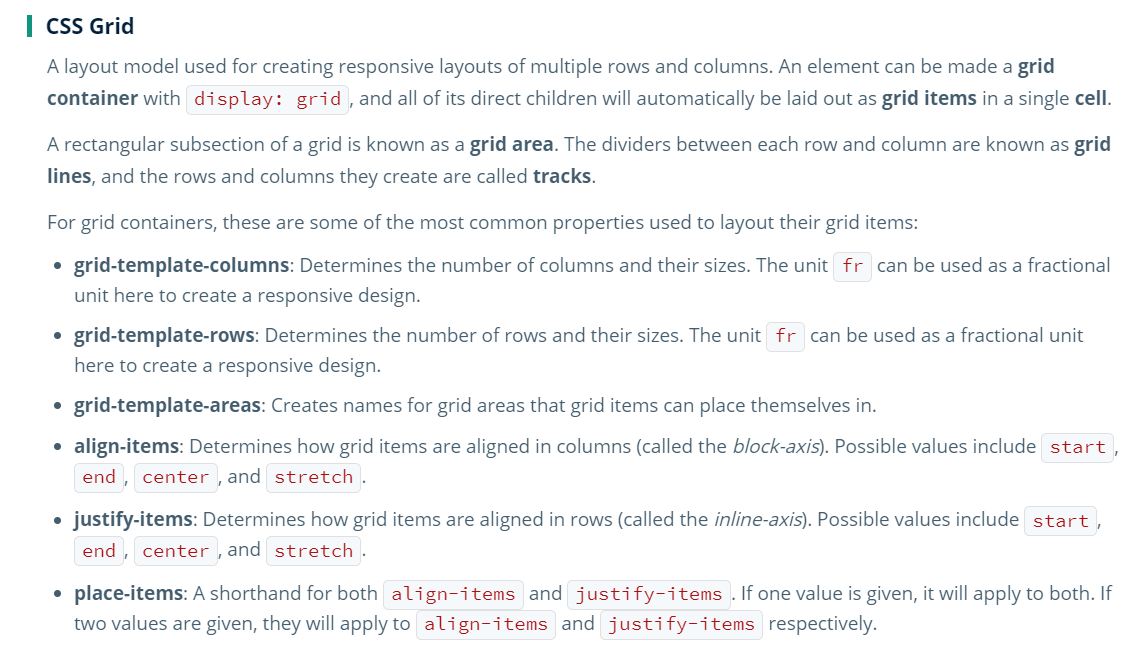 CSS Grid
A layout model used for creating responsive layouts of multiple rows and columns. An element can be made a grid
container with display: grid, and all of its direct children will automatically be laid out as grid items in a single cell.
A rectangular subsection of a grid is known as a grid area. The dividers between each row and column are known as grid
lines, and the rows and columns they create are called tracks.
For grid containers, these are some of the most common properties used to layout their grid items:
• grid-template-columns: Determines the number of columns and their sizes. The unit fr can be used as a fractional
unit here to create a responsive design.
• grid-template-rows: Determines the number of rows and their sizes. The unit fr can be used as a fractional unit
here to create a responsive design.
• grid-template-areas: Creates names for grid areas that grid items can place themselves in.
• align-items: Determines how grid items are aligned in columns (called the block-axis). Possible values include start,
end, center, and stretch.
• justify-items: Determines how grid items are aligned in rows (called the inline-axis). Possible values include start,
end, center, and stretch.
• place-items: A shorthand for both align-items and justify-items. If one value is given, it will apply to both. If
two values are given, they will apply to align-items and justify-items respectively.